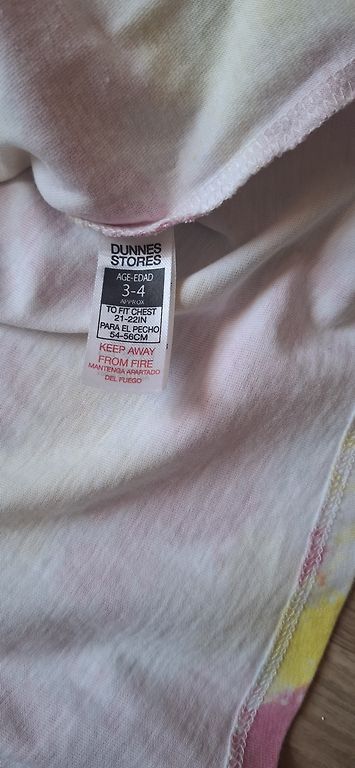 DUNNES
STORES
AGE-EDAD
3-4
APPROX
TO FIT CHEST
21-22IN
PARA EL PECHO
54-56CM
KEEP AWAY
FROM FIRE
MANTENGA APARTADO
DEL FUEGO